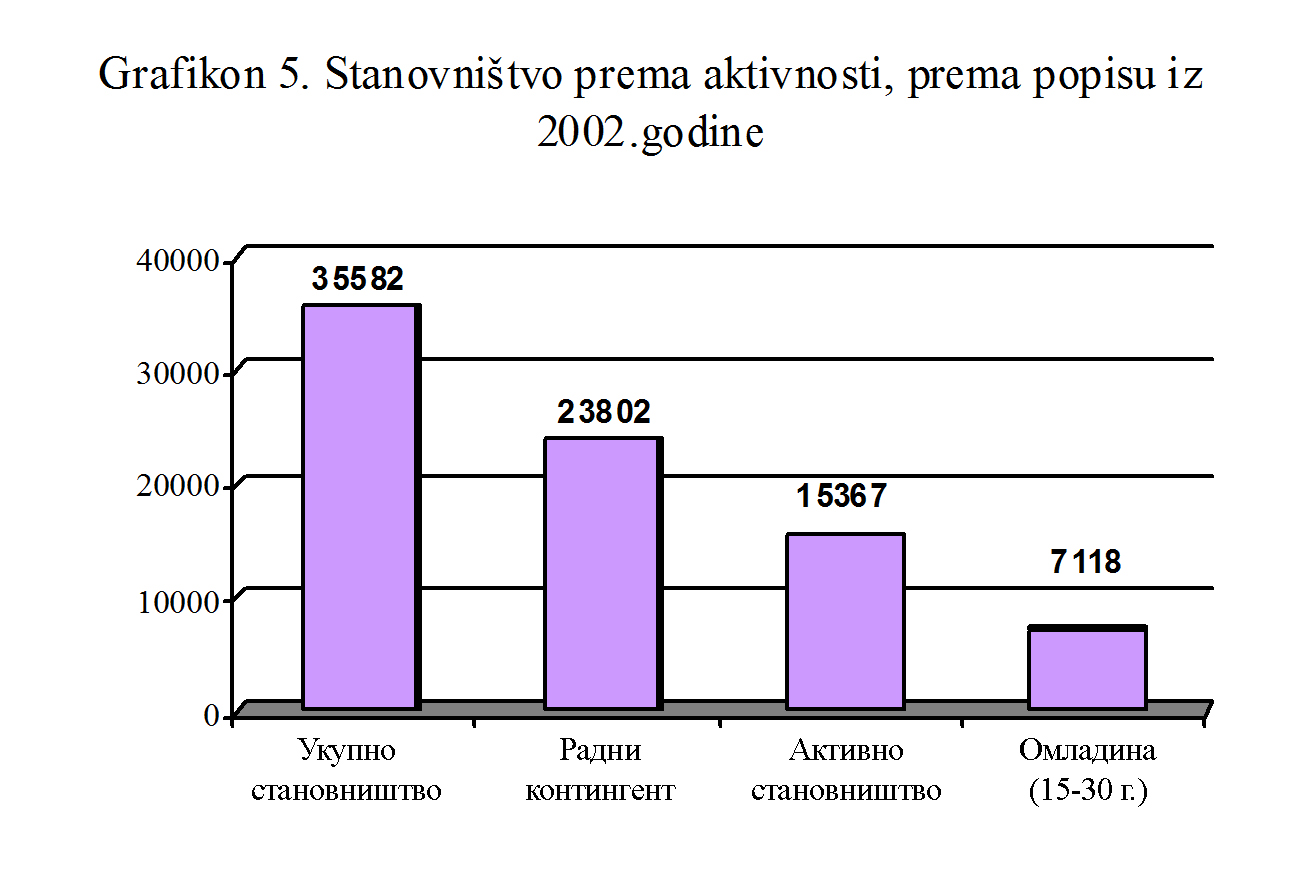 Grafikon 5. Stanovništvo prema aktivnosti, prema popisu iz
2002.godine
40000
30000
20000
10000
0
35582
23802
15367
7118
Укупно
становништво
Радни
контингент
Активно
становништво
Омладина
(15-30 г.)